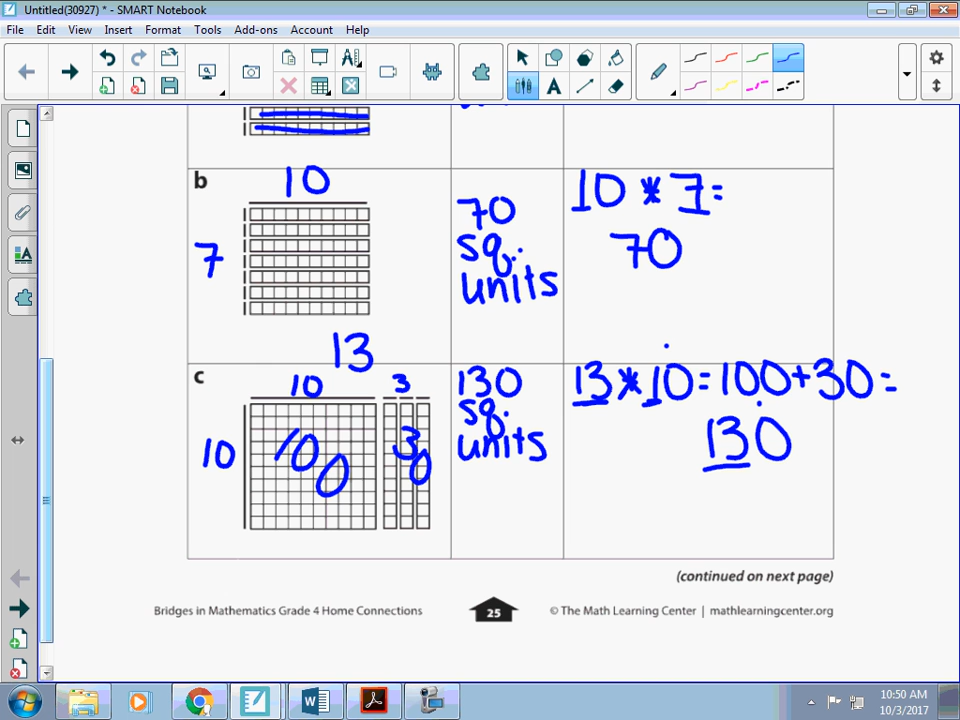 Untitled(30927) * - SMART Notebook
File Edit View Insert Format Tools Add-ons Account Help
b
10
7
70
sq.
units
10 * 7 =
70
13
c
10 3
10
100 30
130
sq.
units
13 * 10 = 100 + 30 =
130
(continued on next page)
Bridges in Mathematics Grade 4 Home Connections
25
© The Math Learning Center | mathlearningcenter.org
10:50 AM
10/3/2017